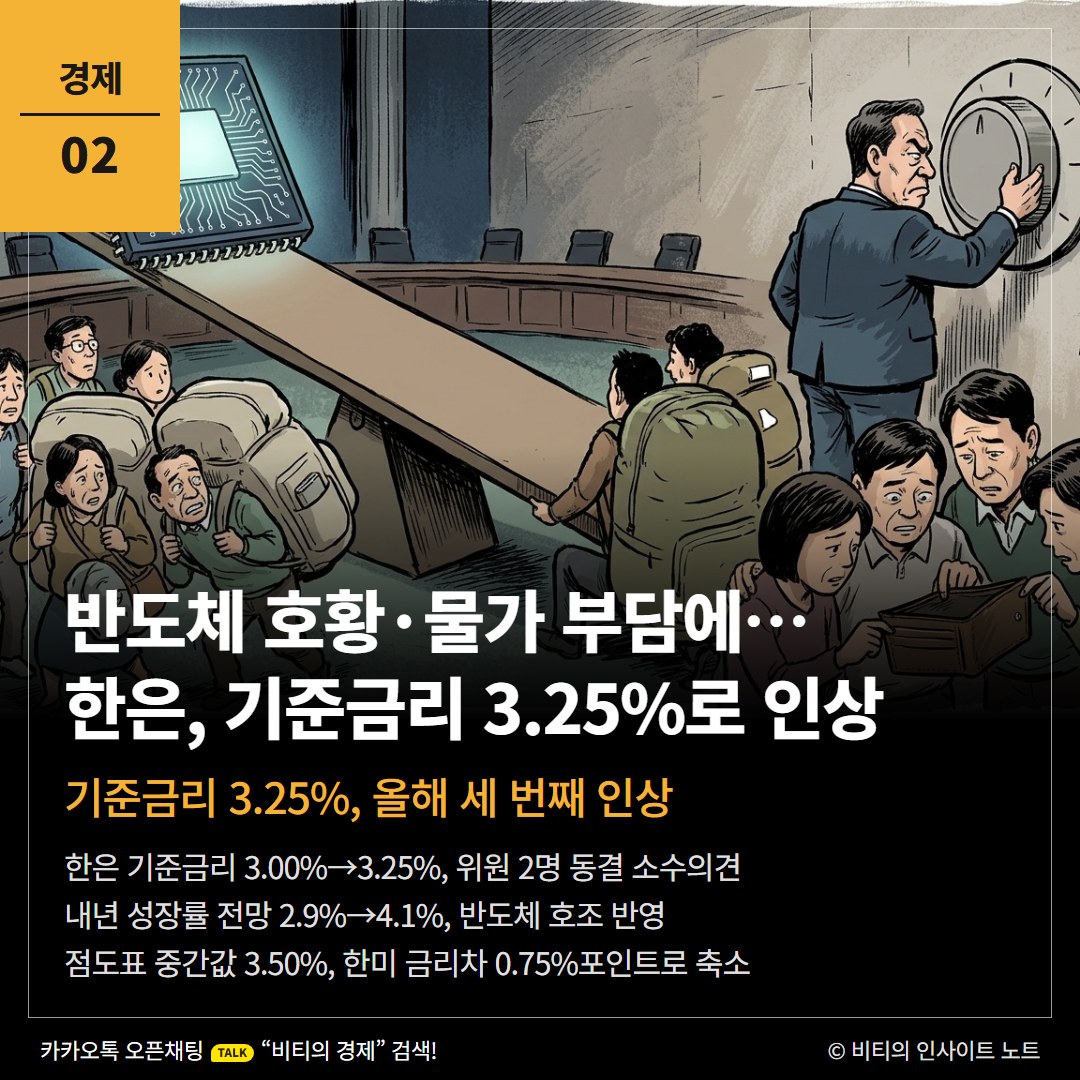 경제
02
반도체 호황·물가 부담에…
한은, 기준금리 3.25%로 인상
기준금리 3.25%, 올해 세 번째 인상
한은 기준금리 3.00%→3.25%, 위원 2명 동결 소수의견
내년 성장률 전망 2.9%→4.1%, 반도체 호조 반영
점도표 중간값 3.50%, 한미 금리차 0.75%포인트로 축소
카카오톡 오픈채팅 TALK “비티의 경제” 검색!
© 비티의 인사이트 노트